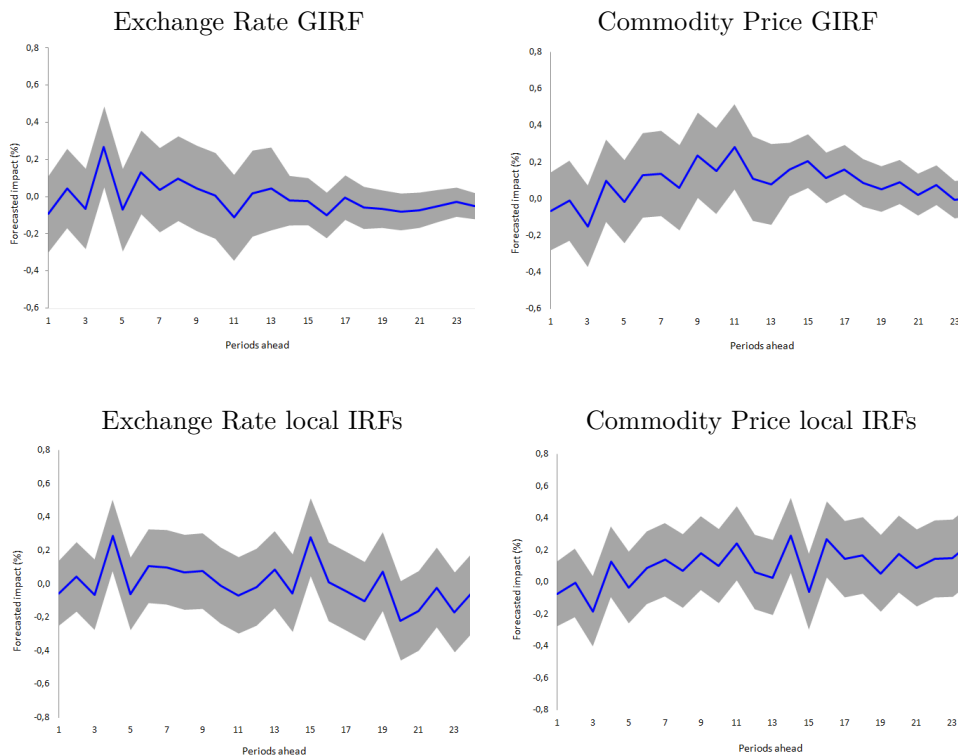 Exchange Rate GIRF
0,8
0,6
0,4
0,2
0,0
-0,2
-0,4
-0,6
Forecasted impact (%)
1 3 5 7 9 11 13 15 17 19 21 23
Periods ahead
Commodity Price GIRF
0,8
0,6
0,4
0,2
0,0
-0,2
-0,4
-0,6
Forecasted impact (%)
1 3 5 7 9 11 13 15 17 19 21 23
Periods ahead
Exchange Rate local IRFs
0,8
0,6
0,4
0,2
0,0
-0,2
-0,4
-0,6
-0,8
Forecasted impact (%)
1 3 5 7 9 11 13 15 17 19 21 23
Periods ahead
Commodity Price local IRFs
0,8
0,6
0,4
0,2
0,0
-0,2
-0,4
-0,6
-0,8
Forecasted impact (%)
1 3 5 7 9 11 13 15 17 19 21 23
Periods ahead